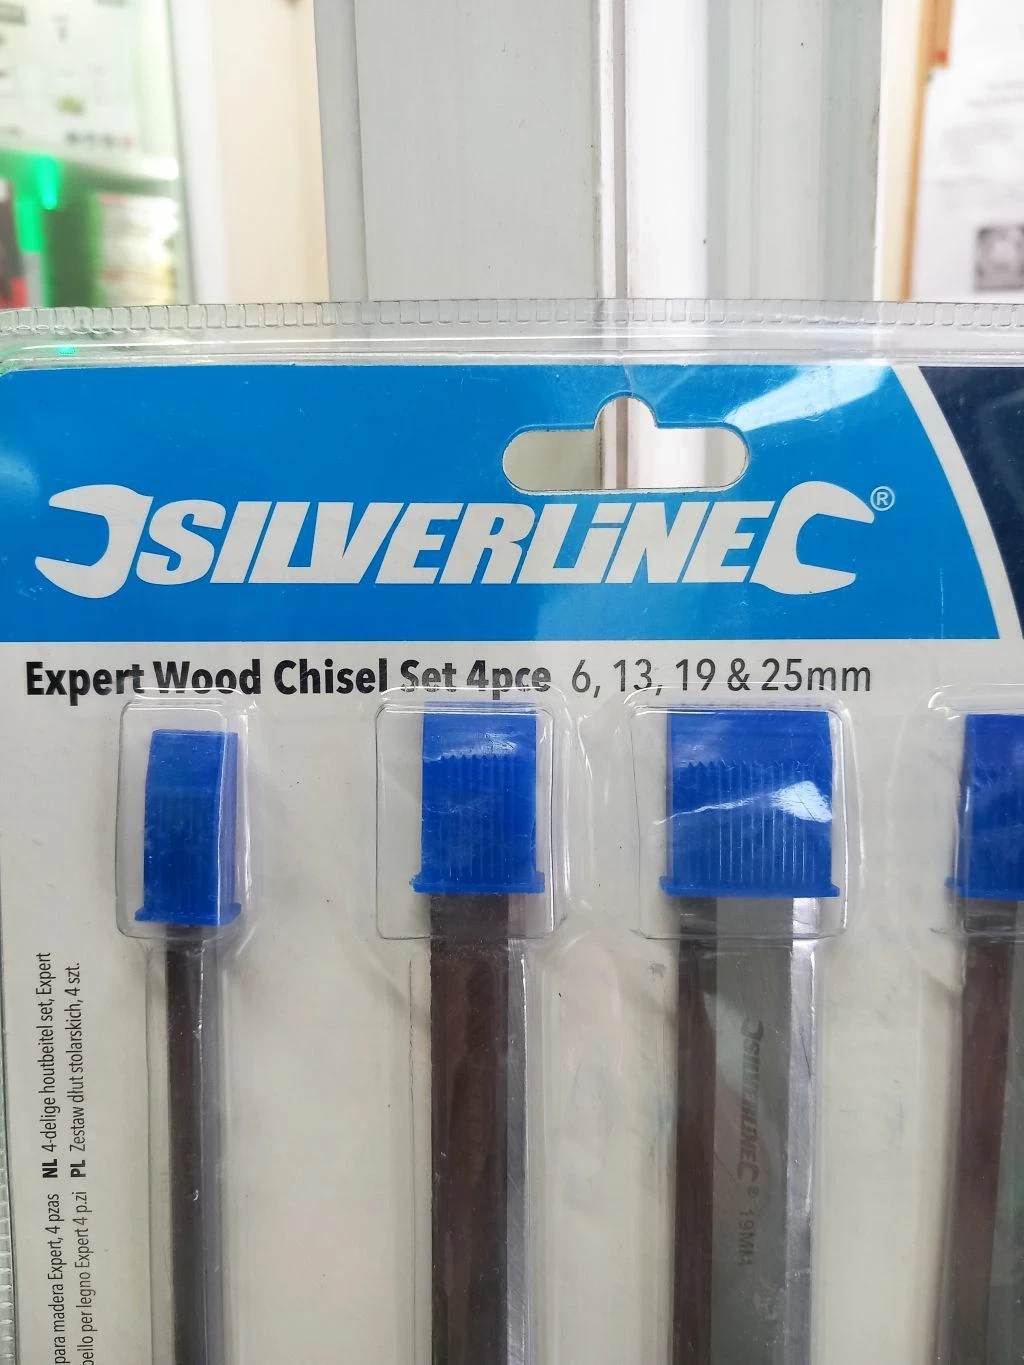 SILVERLINE®
Expert Wood Chisel Set 4pce 6, 13, 19 & 25mm
NL 4-delige houtbeitel set, Expert
PL Zestaw dłut stolarskich, 4 szt.
para madera Expert, 4 pzas
per legno Expert 4 p.zi
SILVERLINE® 19MM